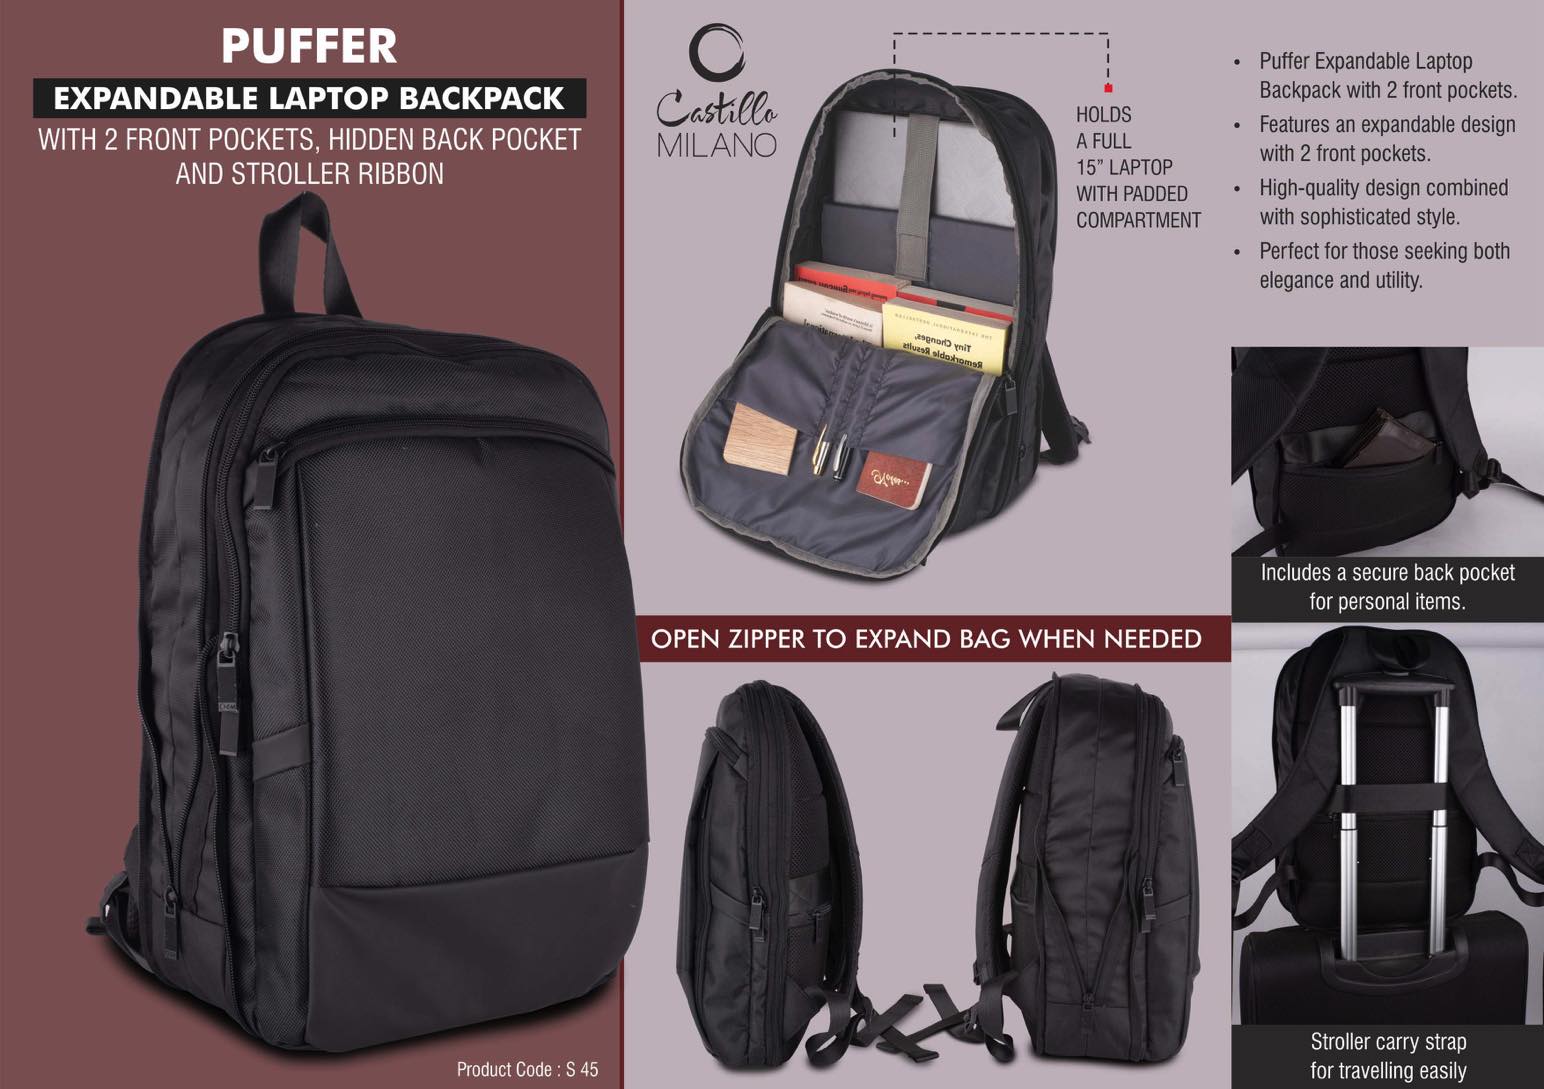 PUFFER
EXPANDABLE LAPTOP BACKPACK
WITH 2 FRONT POCKETS, HIDDEN BACK POCKET
AND STROLLER RIBBON
Product Code : S 45
Castillo
MILANO
HOLDS
A FULL
15” LAPTOP
WITH PADDED
COMPARTMENT
THE INTERNATIONAL BESTSELLER
Tiny Changes,
Remarkable Results
• Puffer Expandable Laptop
Backpack with 2 front pockets.
• Features an expandable design
with 2 front pockets.
• High-quality design combined
with sophisticated style.
• Perfect for those seeking both
elegance and utility.
Includes a secure back pocket
for personal items.
OPEN ZIPPER TO EXPAND BAG WHEN NEEDED
Stroller carry strap
for travelling easily